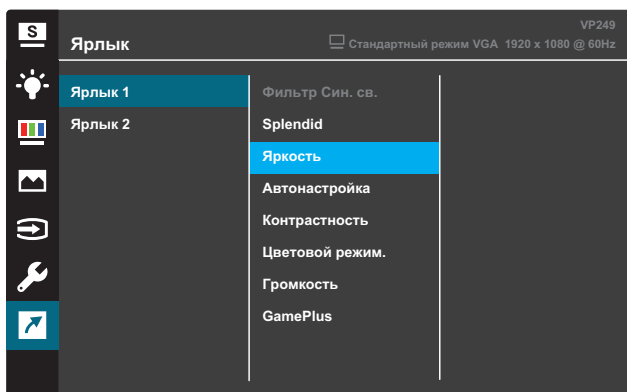 S
VP249
Ярлык
Стандартный режим VGA 1920 x 1080 @ 60Hz
Ярлык 1
Ярлык 2
Фильтр Син. св.
Splendid
Яркость
Автонастройка
Контрастность
Цветовой режим.
Громкость
GamePlus